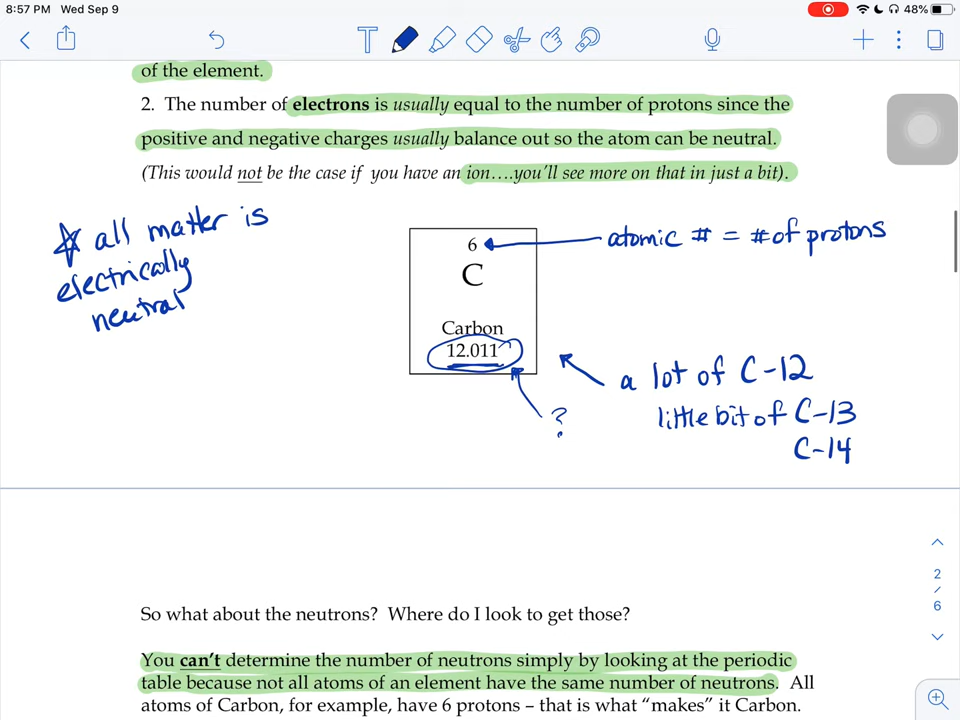 8:57 PM Wed Sep 9
48%
T
of the element.
2. The number of electrons is usually equal to the number of protons since the
positive and negative charges usually balance out so the atom can be neutral.
(This would not be the case if you have an ion….you'll see more on that in just a bit).
all matter is
electrically
neutral
6
C
Carbon
12.011
atomic # = # of protons
?
a lot of C-12
little bit of C-13
C-14
So what about the neutrons? Where do I look to get those?
You can't determine the number of neutrons simply by looking at the periodic
table because not all atoms of an element have the same number of neutrons. All
atoms of Carbon, for example, have 6 protons – that is what "makes" it Carbon.
2
/
6